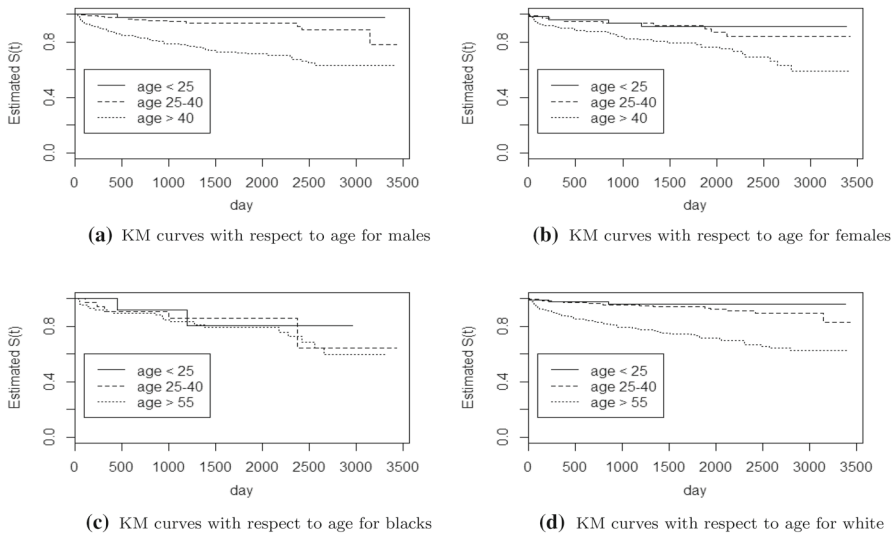 Estimated S(t)
0.8
0.4
0.0
age < 25
age 25-40
age > 40
0 500 1000 1500 2000 2500 3000 3500
day
(a) KM curves with respect to age for males
Estimated S(t)
0.8
0.4
0.0
age < 25
age 25-40
age > 40
0 500 1000 1500 2000 2500 3000 3500
day
(b) KM curves with respect to age for females
Estimated S(t)
0.8
0.4
0.0
age < 25
age 25-40
age > 55
0 500 1000 1500 2000 2500 3000 3500
day
(c) KM curves with respect to age for blacks
Estimated S(t)
0.8
0.4
0.0
age < 25
age 25-40
age > 55
0 500 1000 1500 2000 2500 3000 3500
day
(d) KM curves with respect to age for white